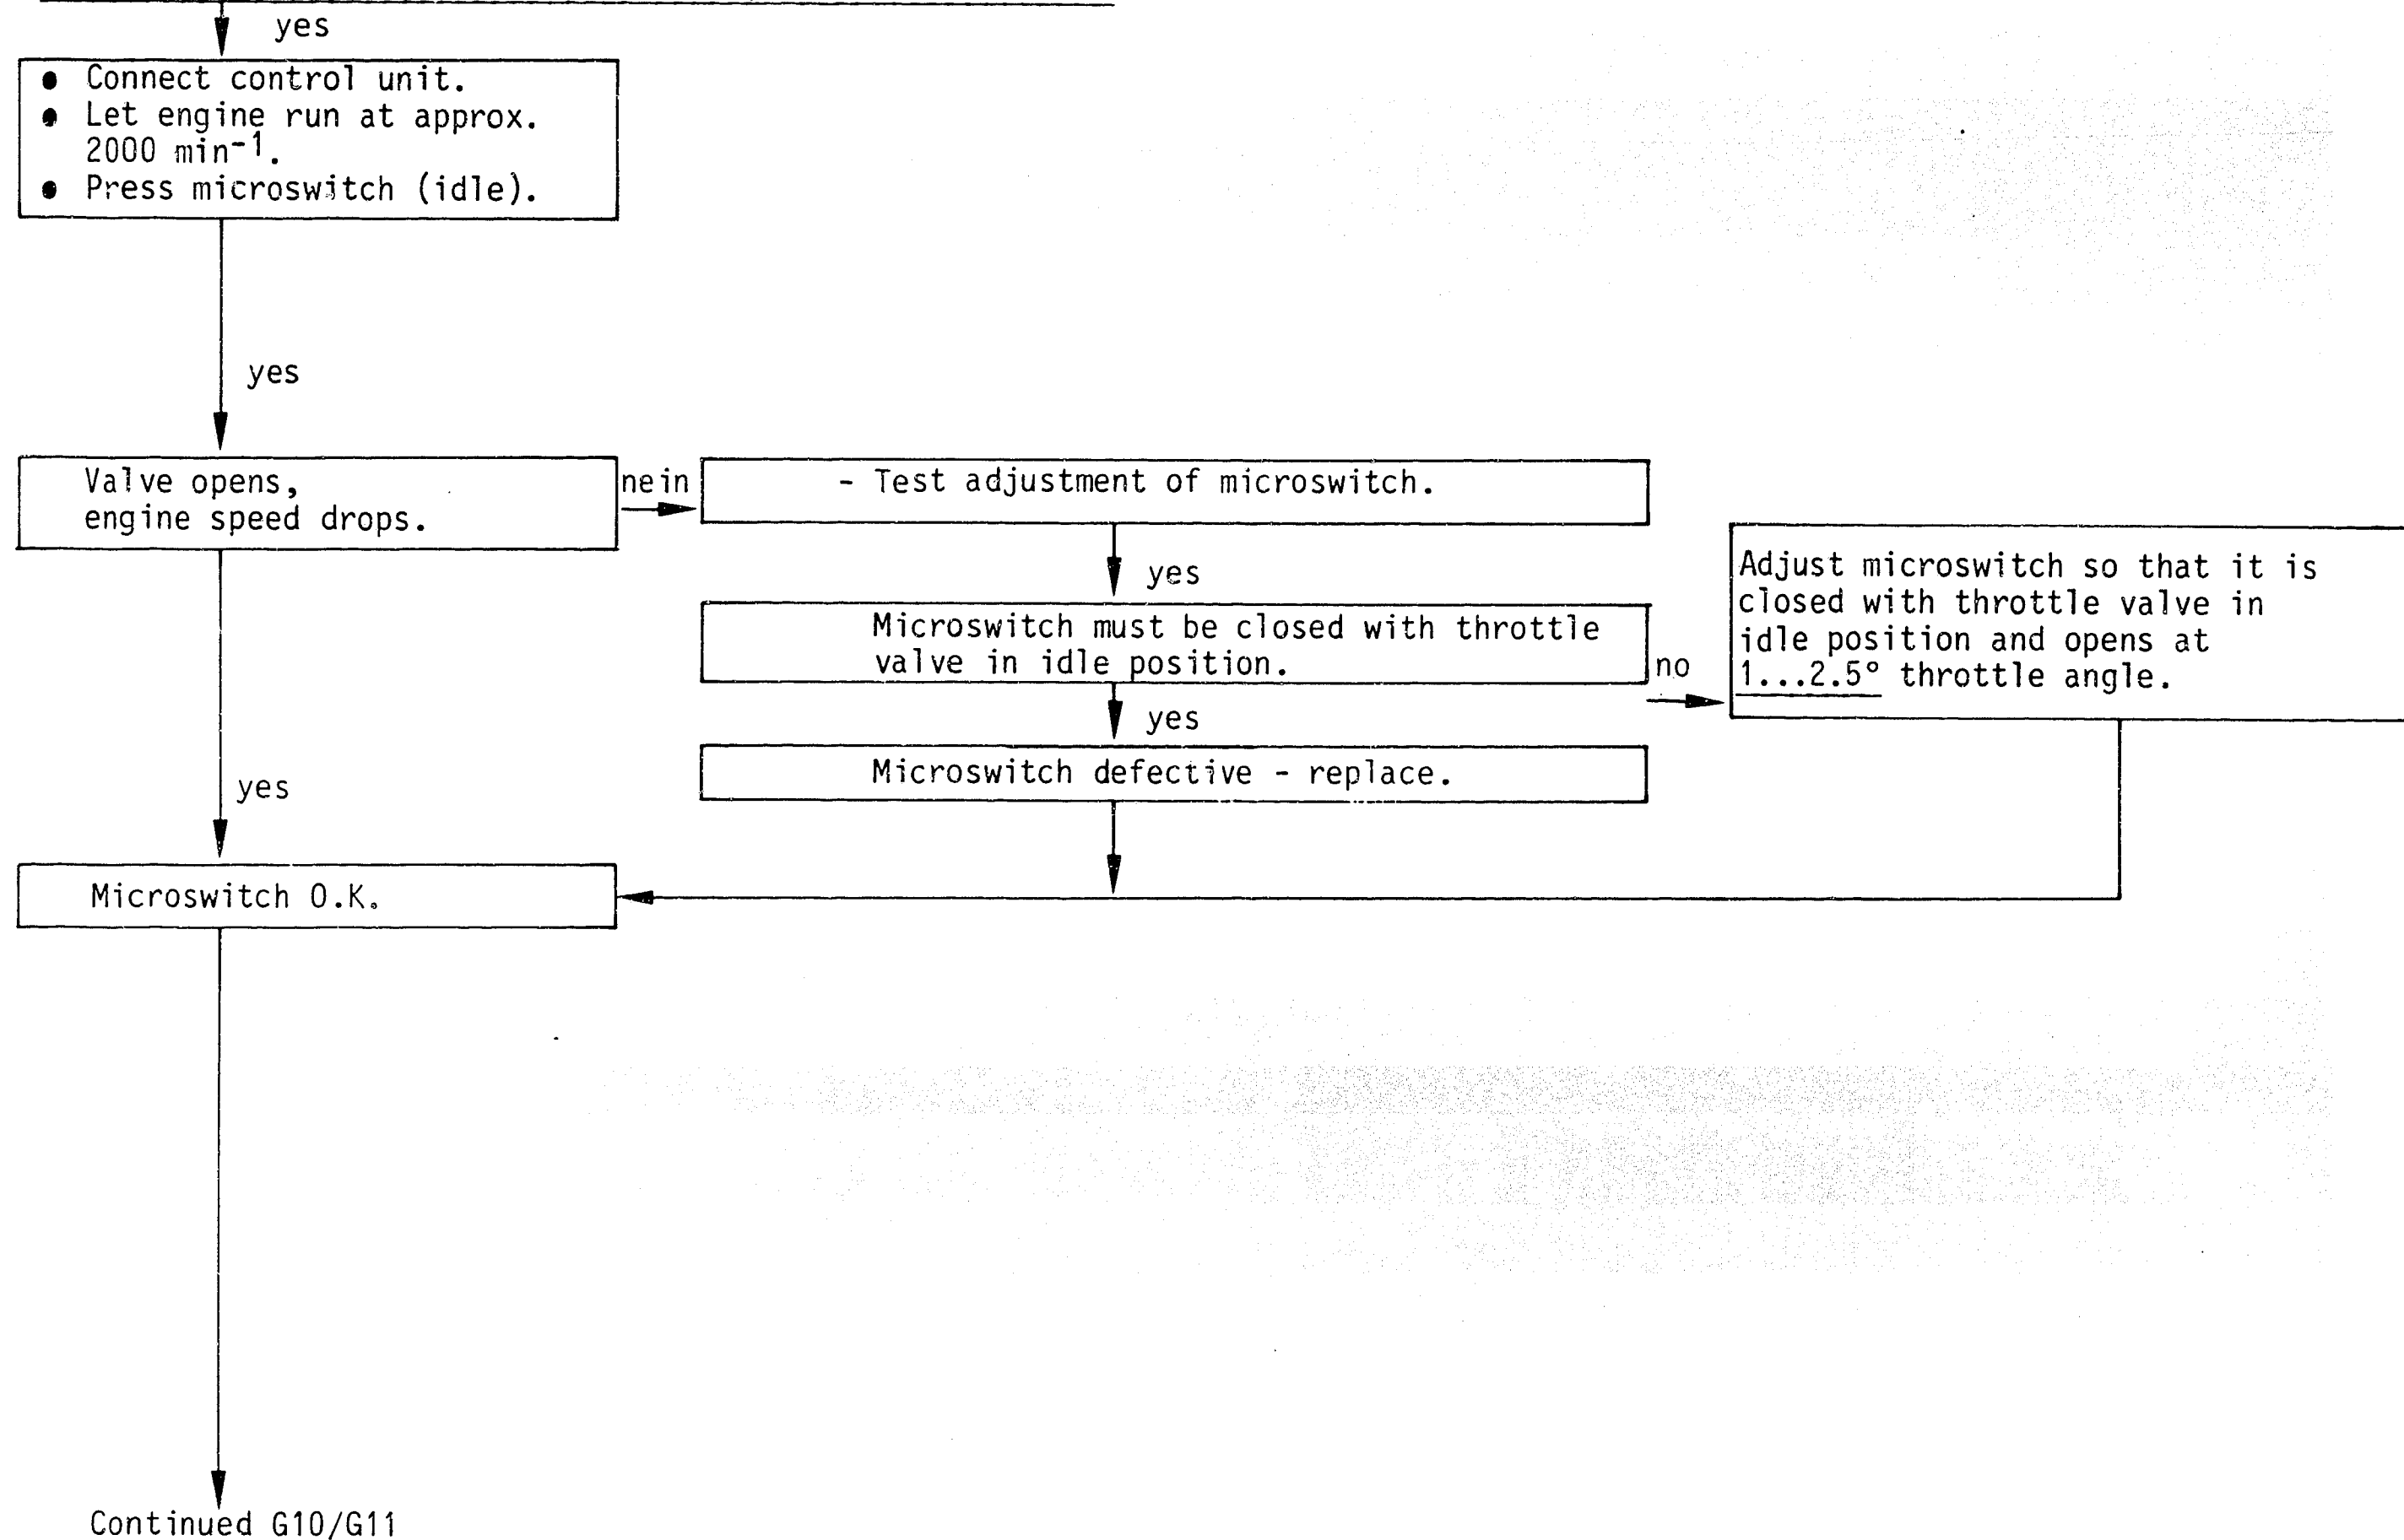 yes
● Connect control unit.
● Let engine run at approx.
2000 min⁻¹.
● Press microswitch (idle).
yes
Valve opens,
engine speed drops.
nein
- Test adjustment of microswitch.
yes
Microswitch must be closed with throttle
valve in idle position.
no
Adjust microswitch so that it is
closed with throttle valve in
idle position and opens at
1...2.5° throttle angle.
yes
Microswitch defective - replace.
yes
Microswitch O.K.
Continued G10/G11